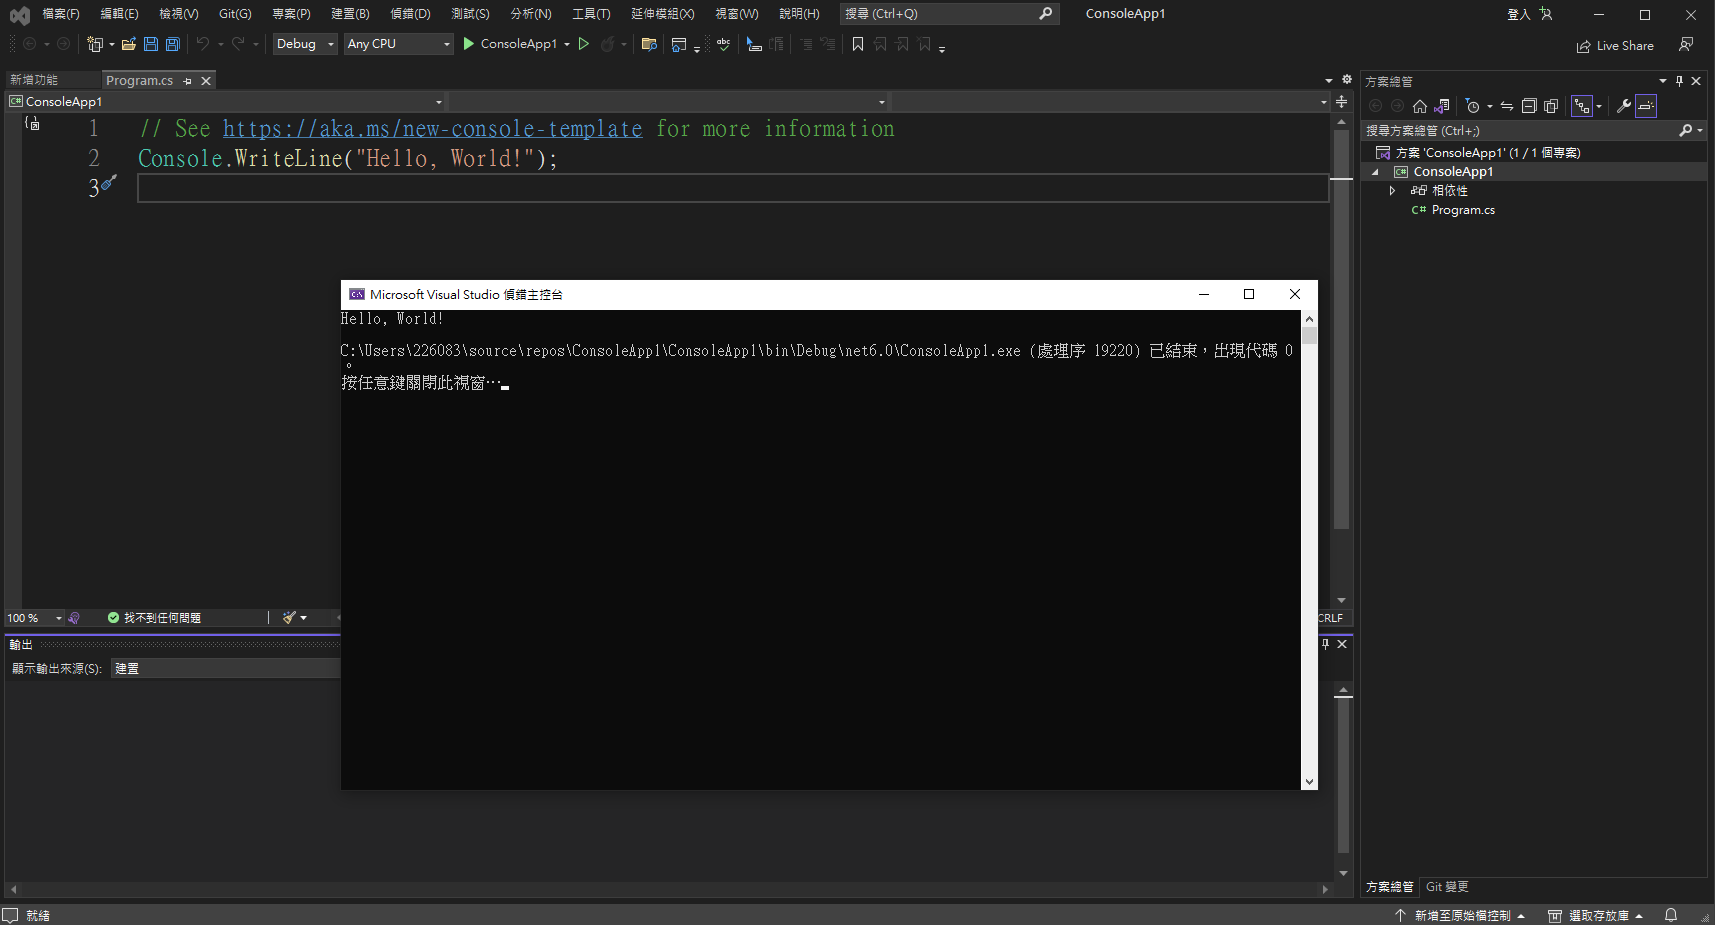 檔案(F) 編輯(E) 檢視(V) Git(G) 專案(P) 建置(B) 偵錯(D) 測試(S) 分析(N) 工具(T) 延伸模組(X) 視窗(W) 說明(H) 搜尋 (Ctrl+Q) ConsoleApp1 登入
Debug Any CPU ConsoleApp1 abc Live Share
新增功能 Program.cs
C# ConsoleApp1
1 // See https://aka.ms/new-console-template for more information
2 Console.WriteLine("Hello, World!");
3
Microsoft Visual Studio 偵錯主控台
Hello, World!
C:\Users\226083\source\repos\ConsoleApp1\ConsoleApp1\bin\Debug\net6.0\ConsoleApp1.exe (處理序 19220) 已結束，出現代碼 0
。
按任意鍵關閉此視窗…
100 % 找不到任何問題 CRLF
輸出
顯示輸出來源(S): 建置
方案總管
搜尋方案總管 (Ctrl+;)
方案 'ConsoleApp1' (1 / 1 個專案)
C# ConsoleApp1
相依性
C# Program.cs
方案總管 Git 變更
就緒 新增至原始檔控制 選取存放庫